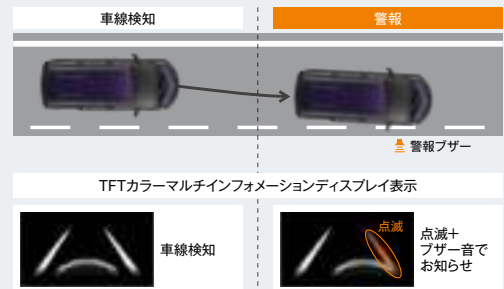 車線検知
警報
警報ブザー
TFTカラーマルチインフォメーションディスプレイ表示
車線検知
点滅
点滅+
ブザー音で
お知らせ